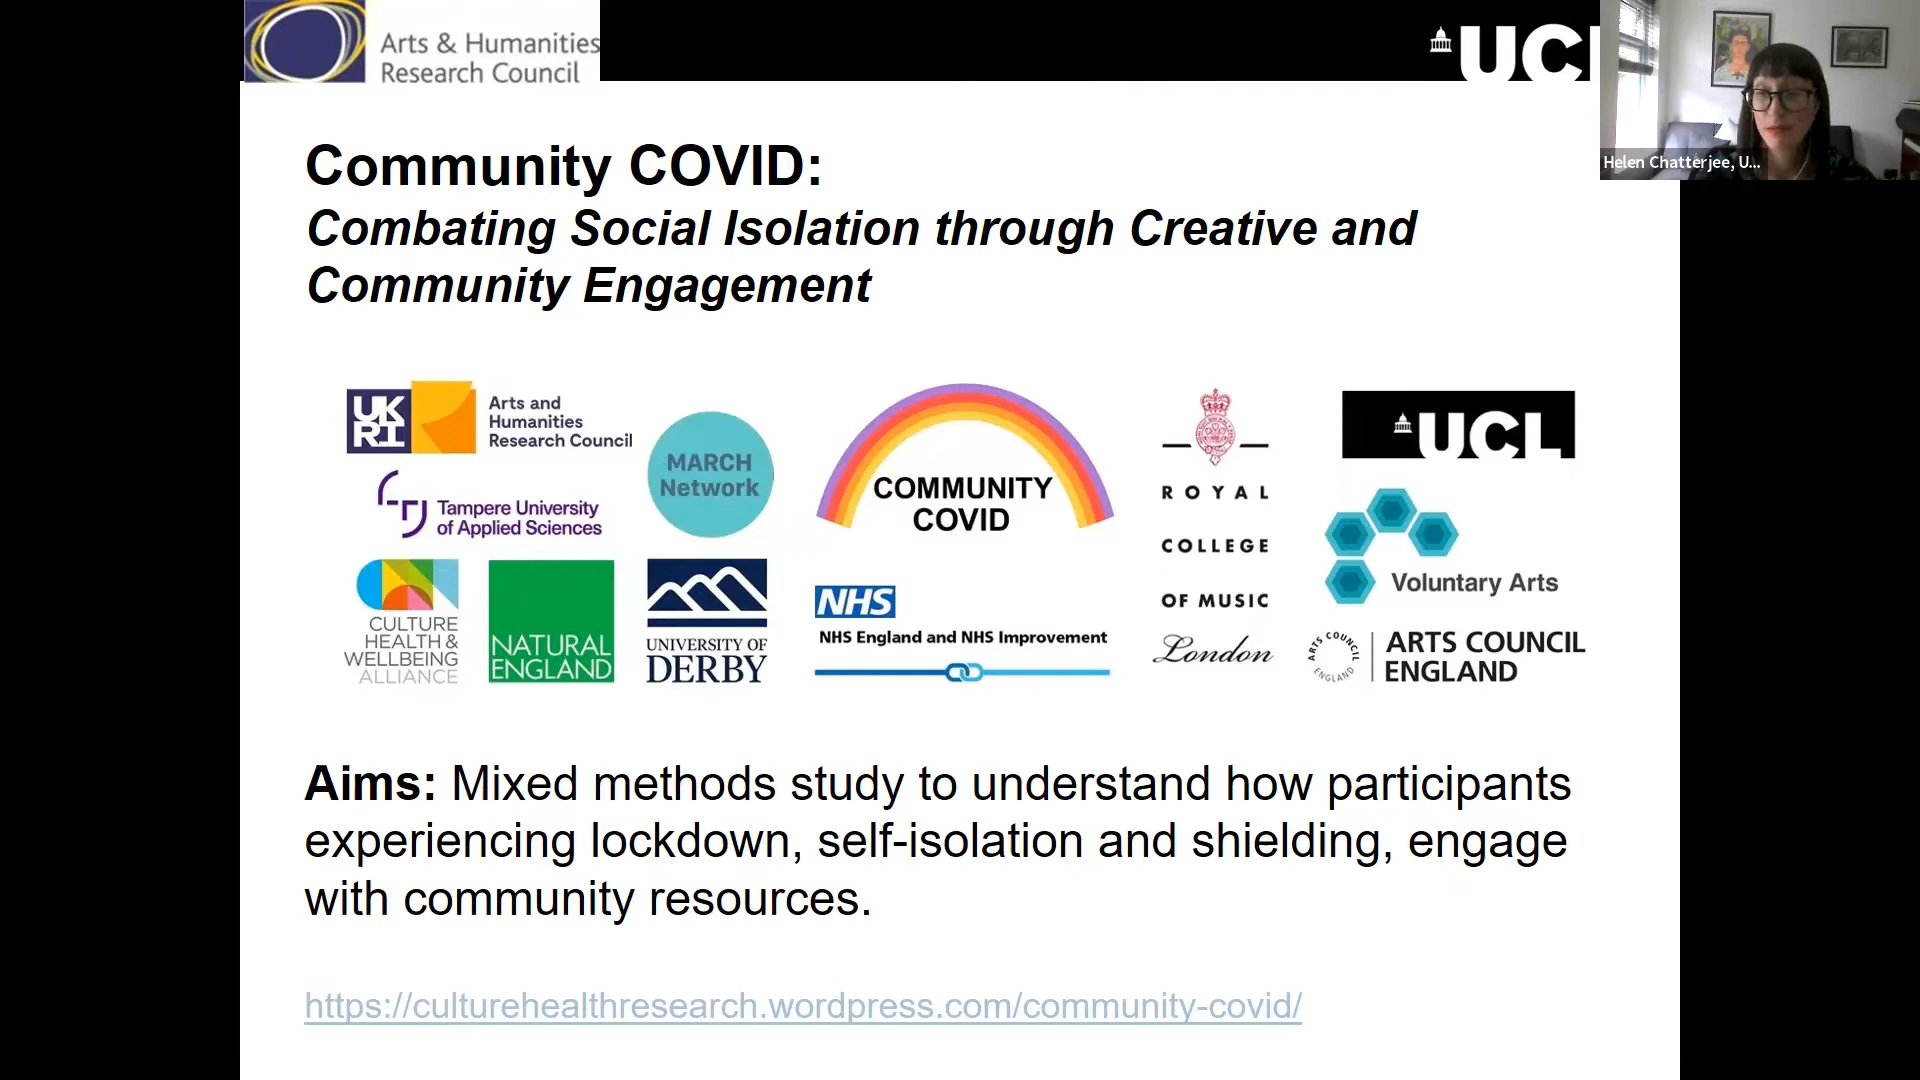 Arts & Humanities
Research Council
UCL
Helen Chatterjee, U...
Community COVID:
Combating Social Isolation through Creative and
Community Engagement
UK
RI
Arts and
Humanities
Research Council
Tampere University
of Applied Sciences
MARCH
Network
COMMUNITY
COVID
ROYAL
COLLEGE
OF MUSIC
London
UCL
Voluntary Arts
CULTURE
HEALTH &
WELLBEING
ALLIANCE
NATURAL
ENGLAND
UNIVERSITY OF
DERBY
NHS
NHS England and NHS Improvement
ARTS COUNCIL
ENGLAND
ARTS COUNCIL
ENGLAND
Aims: Mixed methods study to understand how participants
experiencing lockdown, self-isolation and shielding, engage
with community resources.
https://culturehealthresearch.wordpress.com/community-covid/